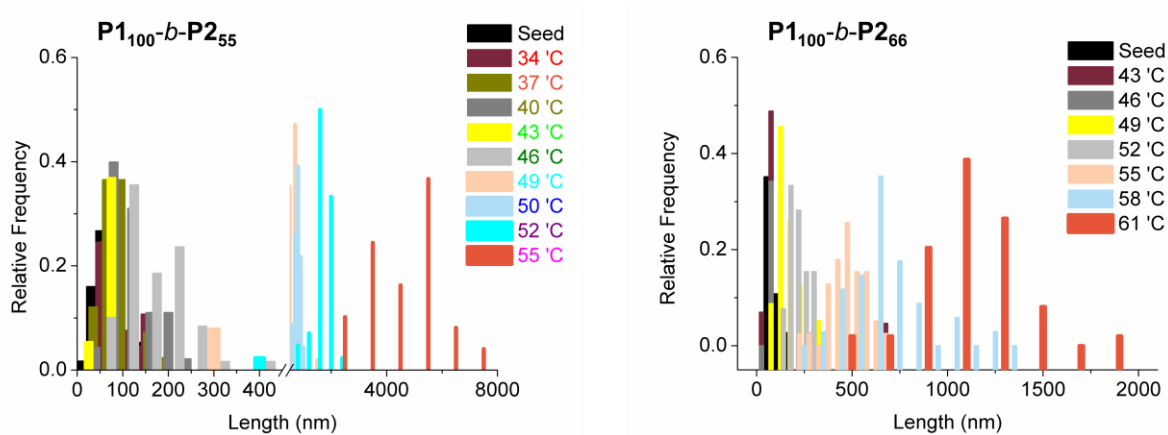 P1100-b-P255
Seed
34 'C
37 'C
40 'C
43 'C
46 'C
49 'C
50 'C
52 'C
55 'C
0.6
0.4
0.2
0.0
Relative Frequency
0 100 200 300 400 4000 8000
Length (nm)
P1100-b-P266
Seed
43 'C
46 'C
49 'C
52 'C
55 'C
58 'C
61 'C
0.6
0.4
0.2
0.0
Relative Frequency
0 500 1000 1500 2000
Length (nm)